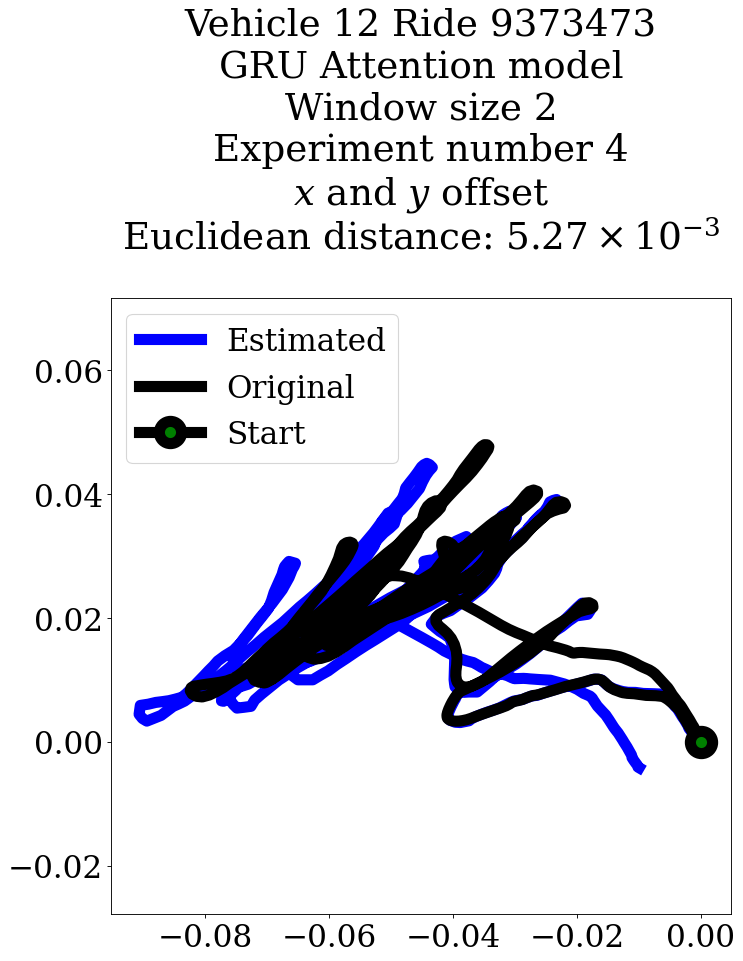 Vehicle 12 Ride 9373473
GRU Attention model
Window size 2
Experiment number 4
x and y offset
Euclidean distance: 5.27 × 10⁻³
Estimated
Original
Start
0.06
0.04
0.02
0.00
−0.02
−0.08
−0.06
−0.04
−0.02
0.00